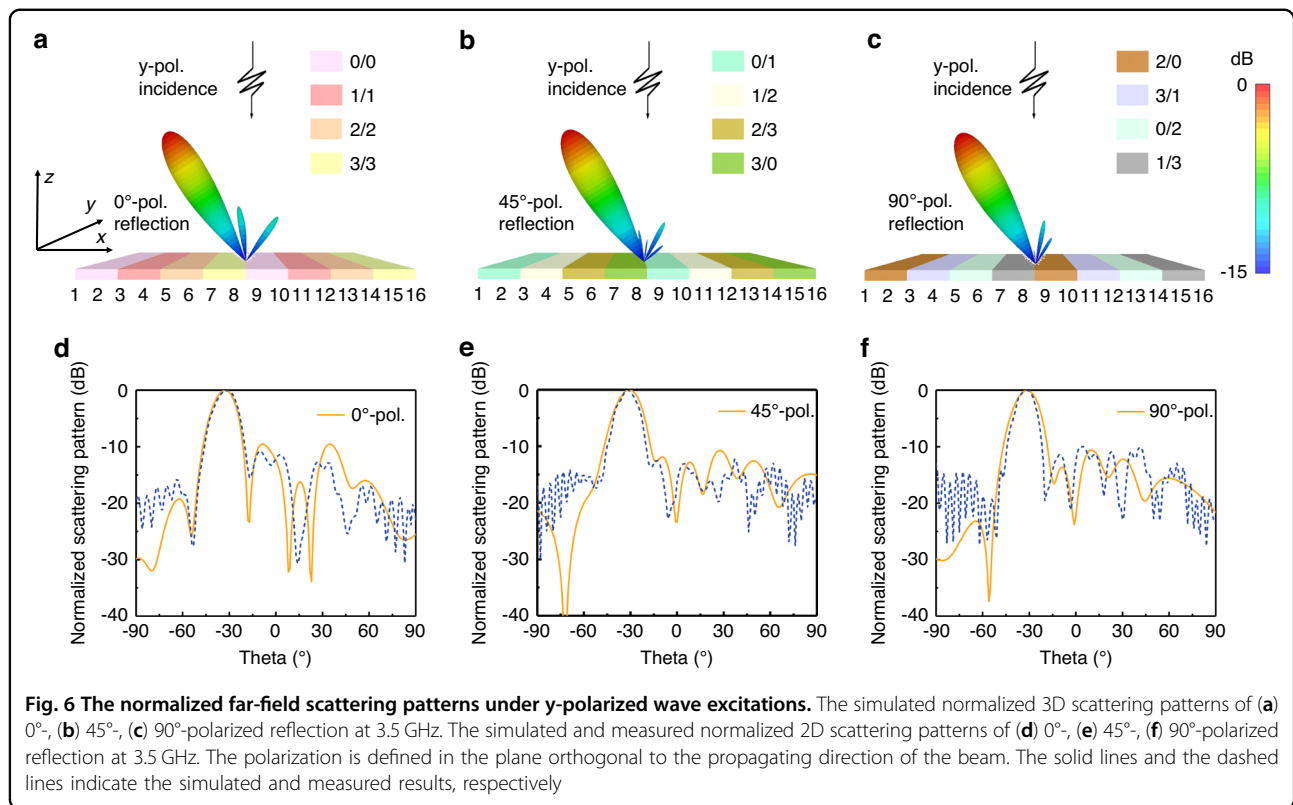 a
y-pol.
incidence
0/0
1/1
2/2
3/3
z
y
x
0°-pol.
reflection
1 2 3 4 5 6 7 8 9 10 11 12 13 14 15 16
b
y-pol.
incidence
0/1
1/2
2/3
3/0
45°-pol.
reflection
1 2 3 4 5 6 7 8 9 10 11 12 13 14 15 16
c
y-pol.
incidence
2/0
3/1
0/2
1/3
90°-pol.
reflection
1 2 3 4 5 6 7 8 9 10 11 12 13 14 15 16
dB
0
-15
d
Normalized scattering pattern (dB)
0
-10
-20
-30
-40
0°-pol.
-90 -60 -30 0 30 60 90
Theta (°)
e
Normalized scattering pattern (dB)
0
-10
-20
-30
-40
45°-pol.
-90 -60 -30 0 30 60 90
Theta (°)
f
Normalized scattering pattern (dB)
0
-10
-20
-30
-40
90°-pol.
-90 -60 -30 0 30 60 90
Theta (°)
Fig. 6 The normalized far-field scattering patterns under y-polarized wave excitations. The simulated normalized 3D scattering patterns of (a)
0°-, (b) 45°-, (c) 90°-polarized reflection at 3.5 GHz. The simulated and measured normalized 2D scattering patterns of (d) 0°-, (e) 45°-, (f) 90°-polarized
reflection at 3.5 GHz. The polarization is defined in the plane orthogonal to the propagating direction of the beam. The solid lines and the dashed
lines indicate the simulated and measured results, respectively